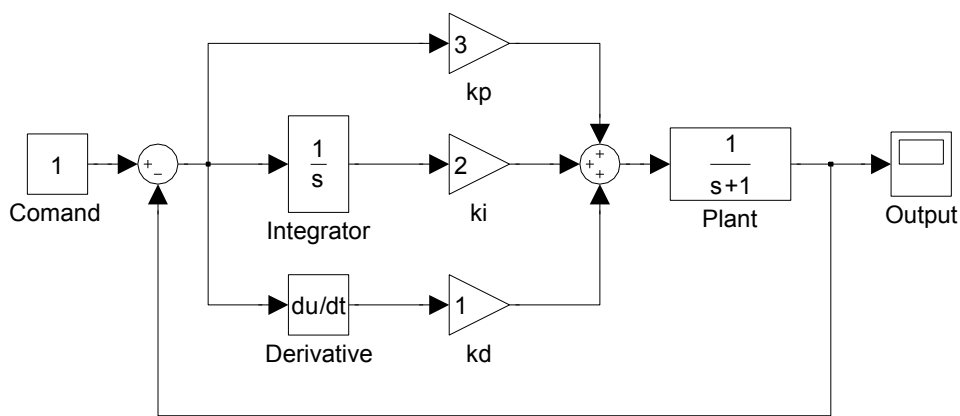 3
kp
1
+
−
Comand
1
s
Integrator
2
ki
+
+
+
1
s+1
Plant
Output
du/dt
Derivative
1
kd